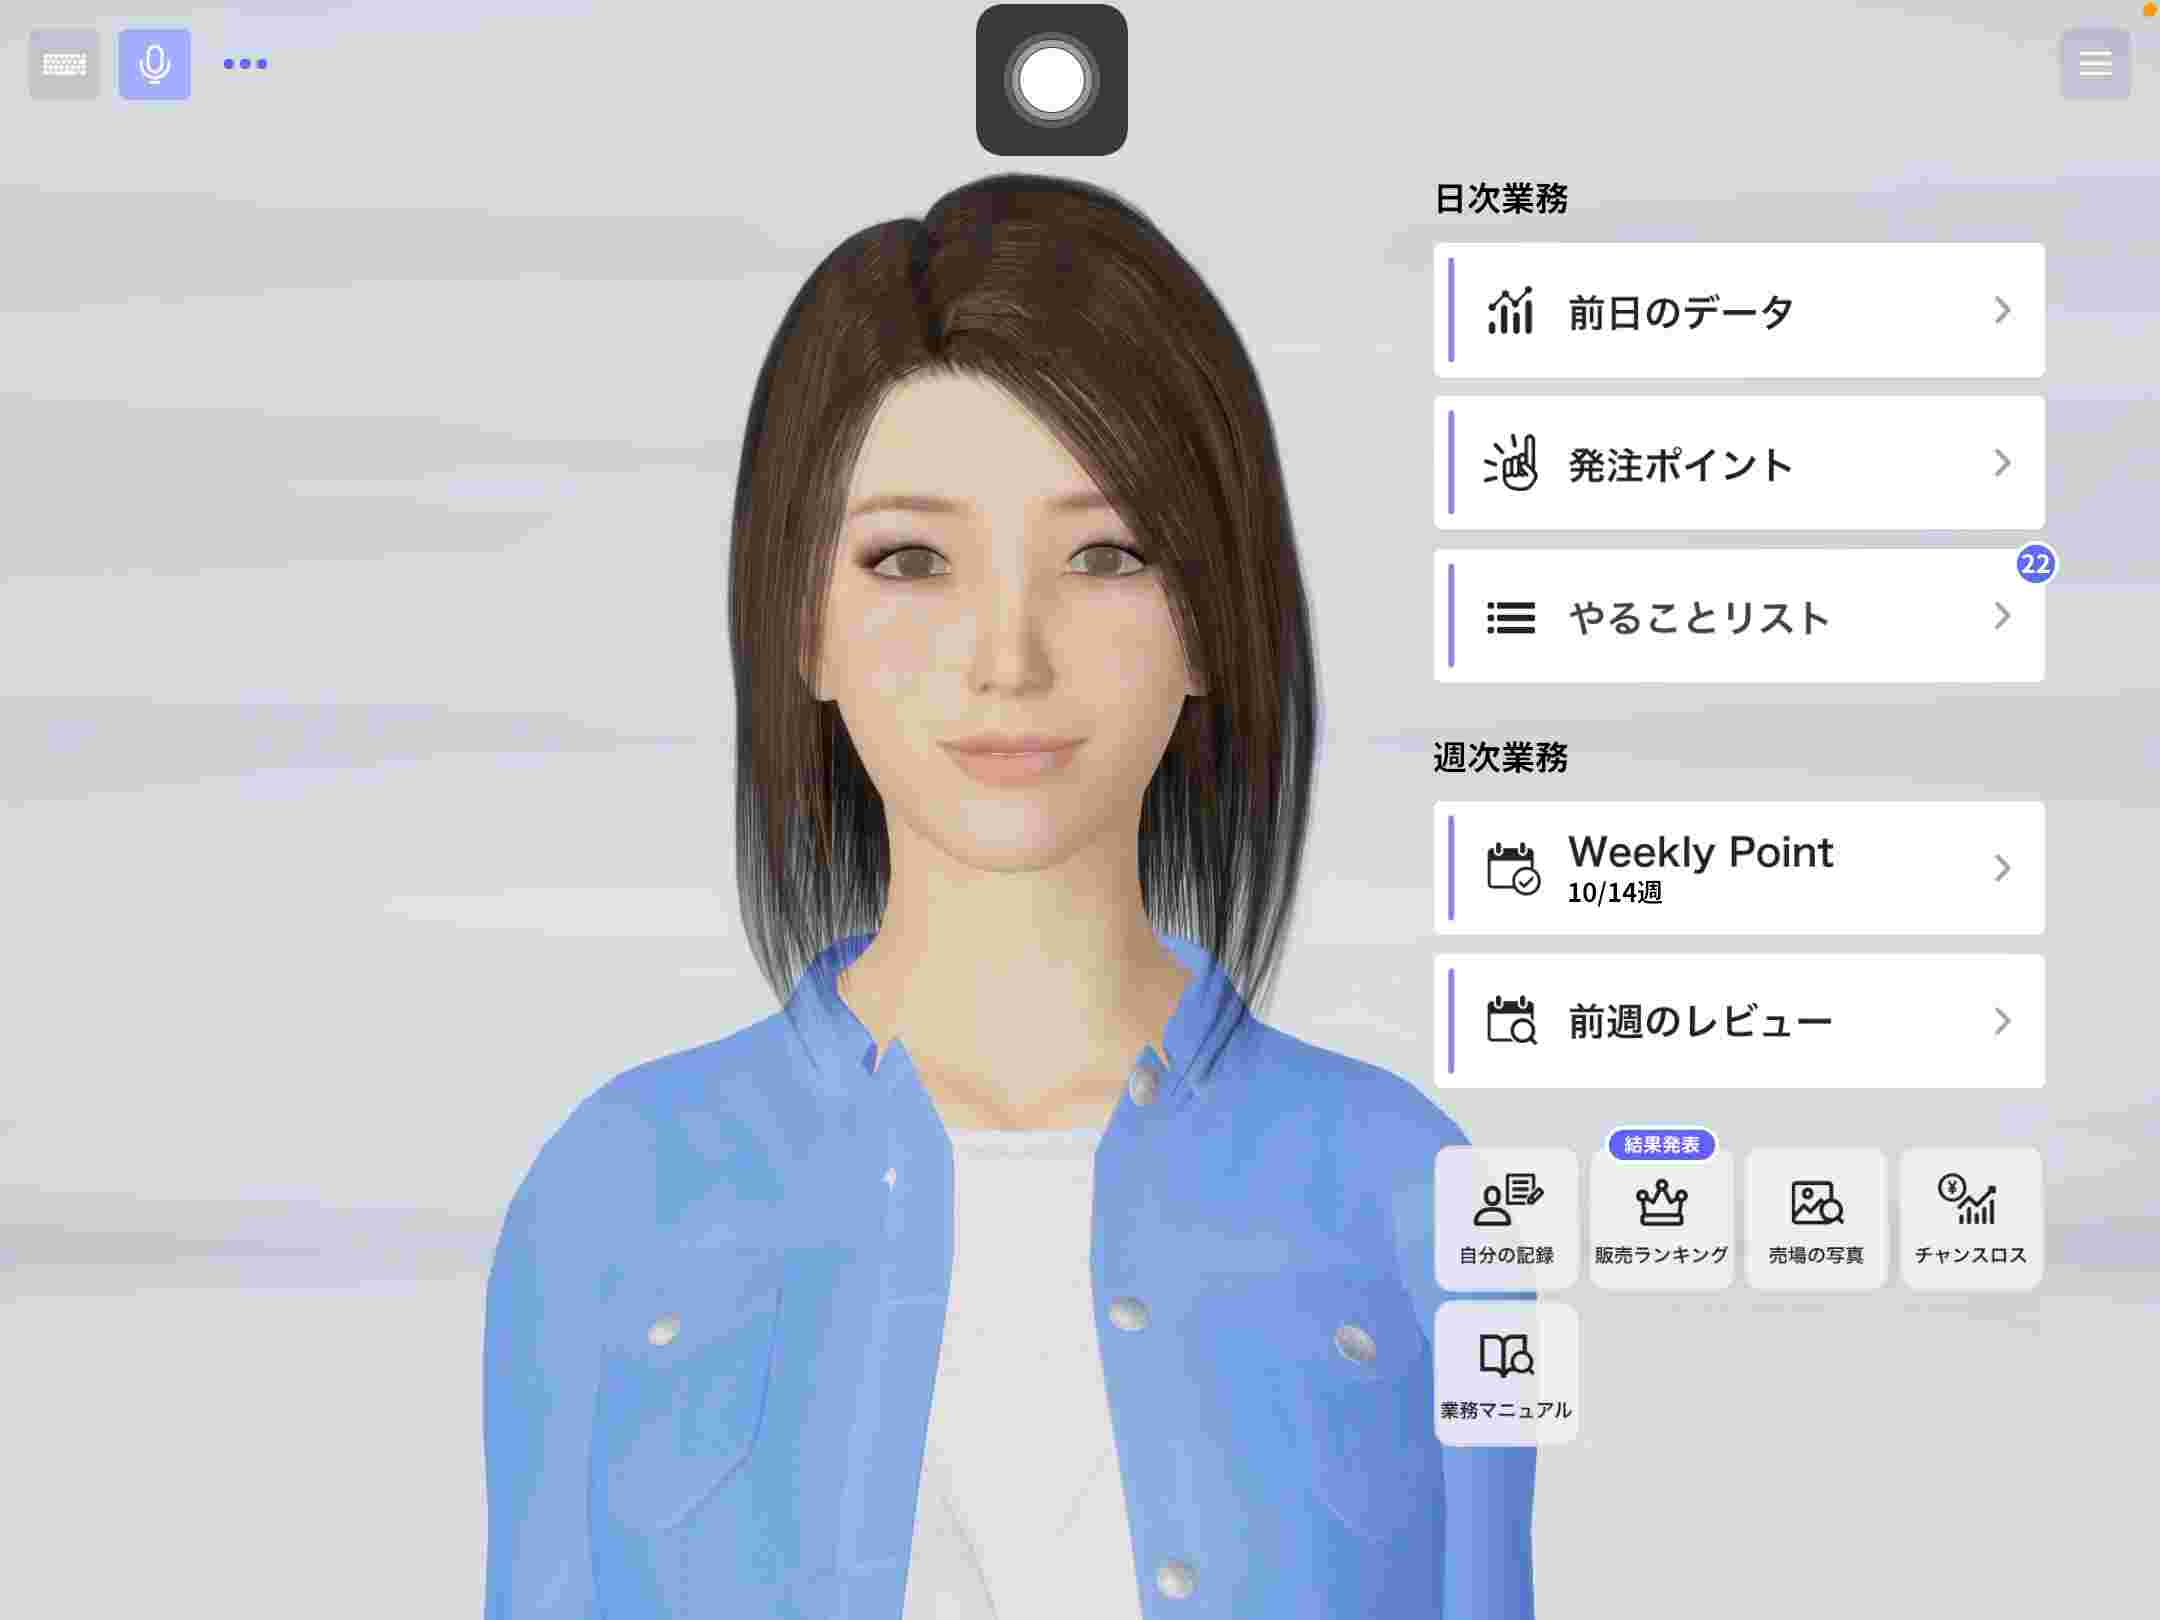 日次業務
前日のデータ
発注ポイント
22
やることリスト
週次業務
Weekly Point
10/14週
前週のレビュー
結果発表
自分の記録
販売ランキング
売場の写真
チャンスロス
業務マニュアル